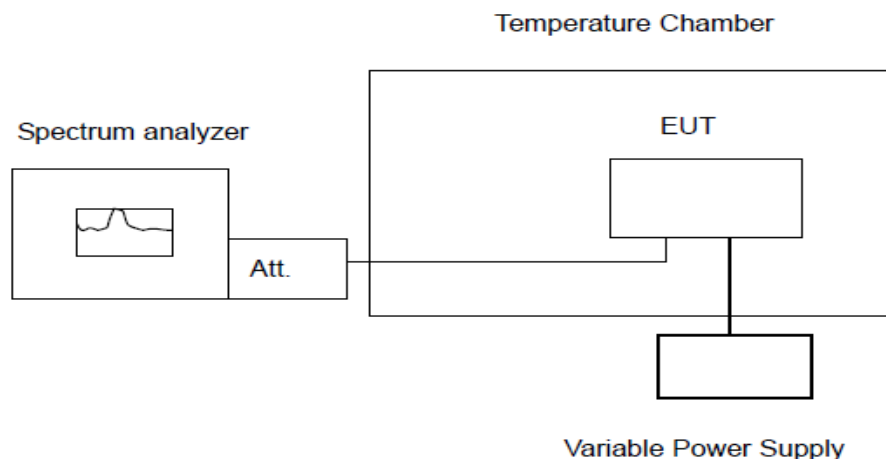 Temperature Chamber
Spectrum analyzer
EUT
Att.
Variable Power Supply